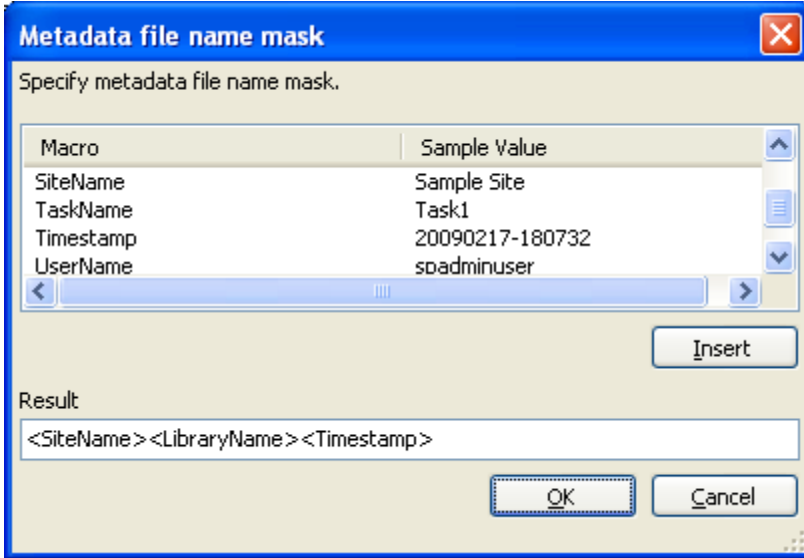 Metadata file name mask
Specify metadata file name mask.
Macro Sample Value
SiteName Sample Site
TaskName Task1
Timestamp 20090217-180732
UserName spadminuser
Insert
Result
<SiteName><LibraryName><Timestamp>
OK Cancel